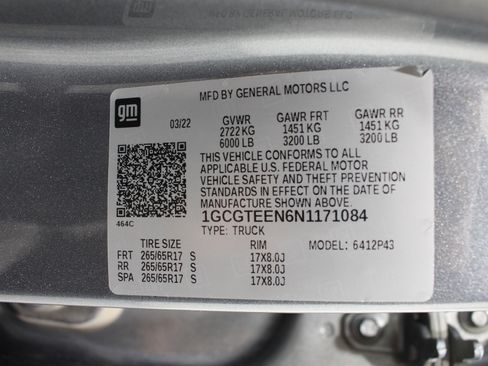 gm
MFD BY GENERAL MOTORS LLC
03/22 GVWR GAWR FRT GAWR RR
2722 KG 1451 KG 1451 KG
6000 LB 3200 LB 3200 LB
THIS VEHICLE CONFORMS TO ALL
APPLICABLE U.S. FEDERAL MOTOR
VEHICLE SAFETY AND THEFT PREVENTION
STANDARDS IN EFFECT ON THE DATE OF
MANUFACTURE SHOWN ABOVE.
464C 1GCGTEEN6N1171084
TYPE: TRUCK
TIRE SIZE RIM MODEL: 6412P43
FRT 265/65R17 S 17X8.0J
RR 265/65R17 S 17X8.0J
SPA 265/65R17 S 17X8.0J